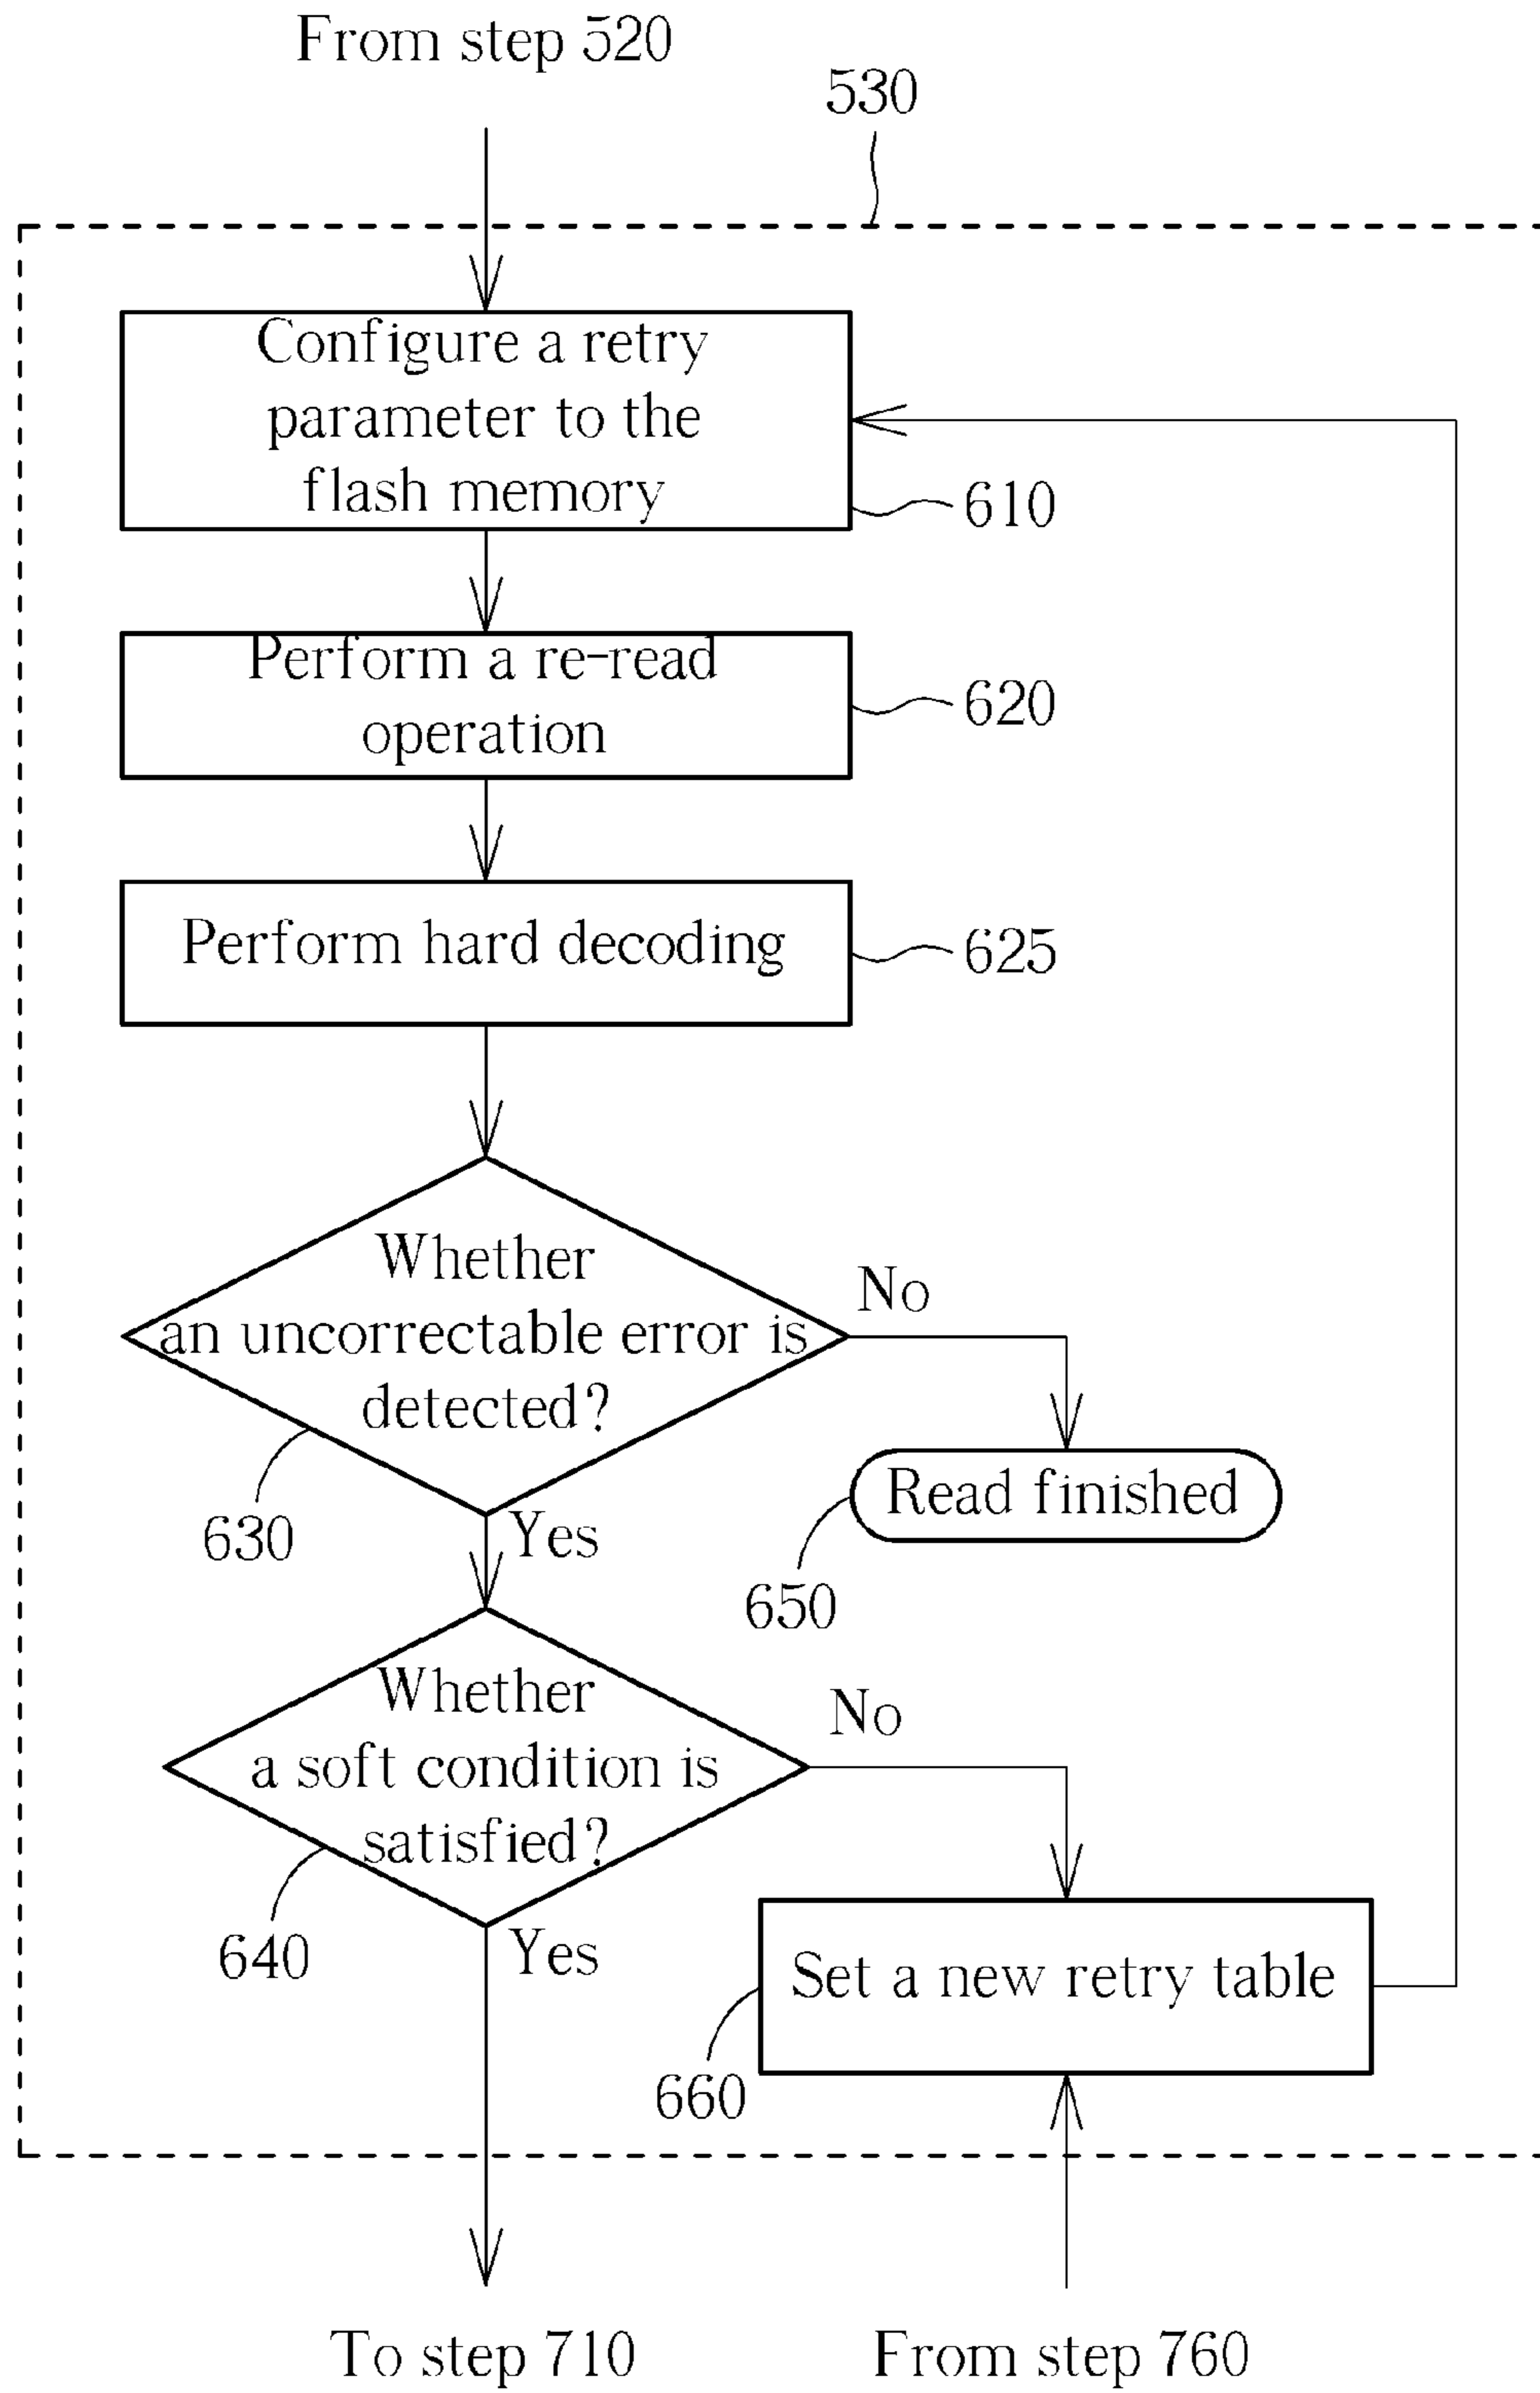 From step 520
530
Configure a retry
parameter to the
flash memory
610
Perform a re-read
operation
620
Perform hard decoding
625
Whether
an uncorrectable error is
detected?
No
630
Yes
Read finished
650
Whether
a soft condition is
satisfied?
No
640
Yes
Set a new retry table
660
To step 710
From step 760